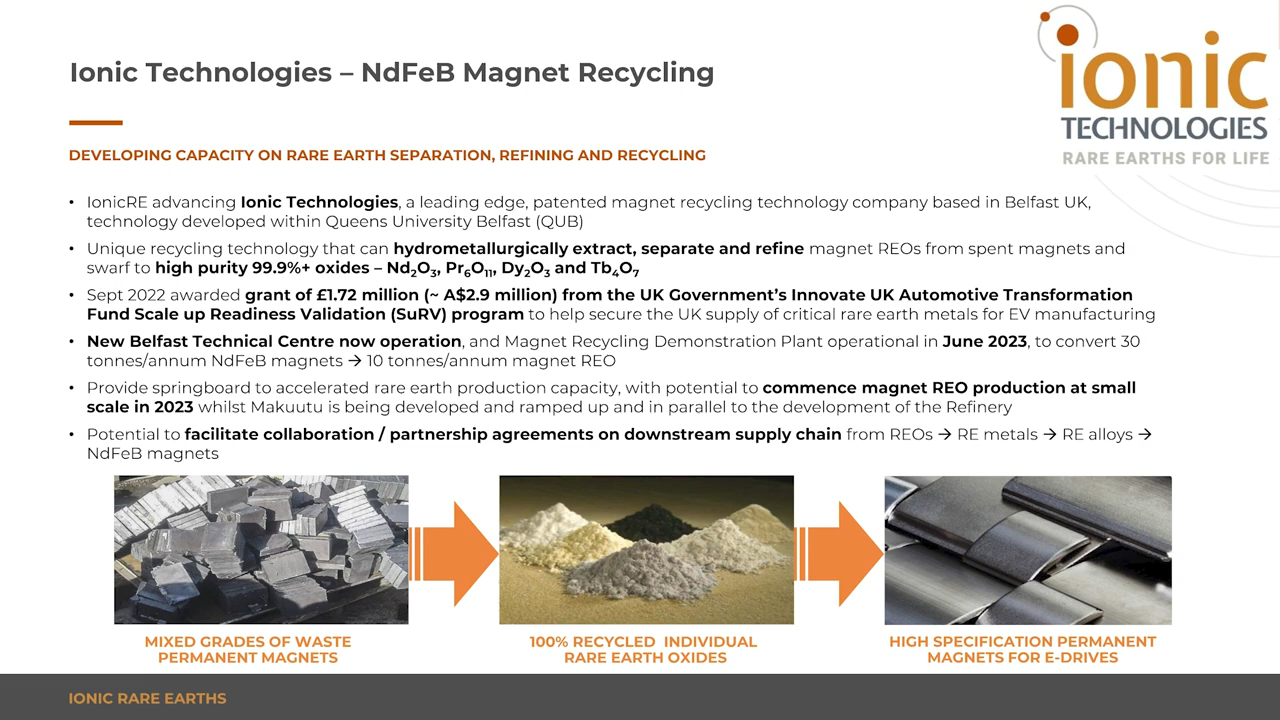 Ionic Technologies – NdFeB Magnet Recycling
ionic
TECHNOLOGIES
RARE EARTHS FOR LIFE
DEVELOPING CAPACITY ON RARE EARTH SEPARATION, REFINING AND RECYCLING
• IonicRE advancing Ionic Technologies, a leading edge, patented magnet recycling technology company based in Belfast UK,
technology developed within Queens University Belfast (QUB)
• Unique recycling technology that can hydrometallurgically extract, separate and refine magnet REOs from spent magnets and
swarf to high purity 99.9%+ oxides – Nd₂O₃, Pr₆O₁₁, Dy₂O₃ and Tb₄O₇
• Sept 2022 awarded grant of £1.72 million (~ A$2.9 million) from the UK Government’s Innovate UK Automotive Transformation
Fund Scale up Readiness Validation (SuRV) program to help secure the UK supply of critical rare earth metals for EV manufacturing
• New Belfast Technical Centre now operation, and Magnet Recycling Demonstration Plant operational in June 2023, to convert 30
tonnes/annum NdFeB magnets → 10 tonnes/annum magnet REO
• Provide springboard to accelerated rare earth production capacity, with potential to commence magnet REO production at small
scale in 2023 whilst Makuutu is being developed and ramped up and in parallel to the development of the Refinery
• Potential to facilitate collaboration / partnership agreements on downstream supply chain from REOs → RE metals → RE alloys →
NdFeB magnets
MIXED GRADES OF WASTE
PERMANENT MAGNETS
100% RECYCLED INDIVIDUAL
RARE EARTH OXIDES
HIGH SPECIFICATION PERMANENT
MAGNETS FOR E-DRIVES
IONIC RARE EARTHS